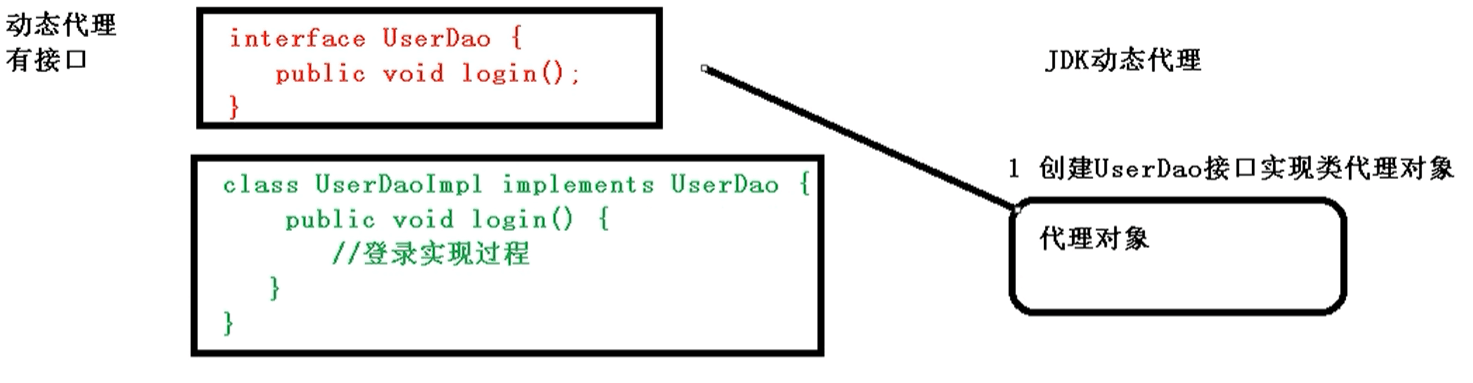 动态代理
有接口
interface UserDao {
public void login();
}
class UserDaoImpl implements UserDao {
public void login() {
//登录实现过程
}
}
JDK动态代理
1 创建UserDao接口实现类代理对象
代理对象